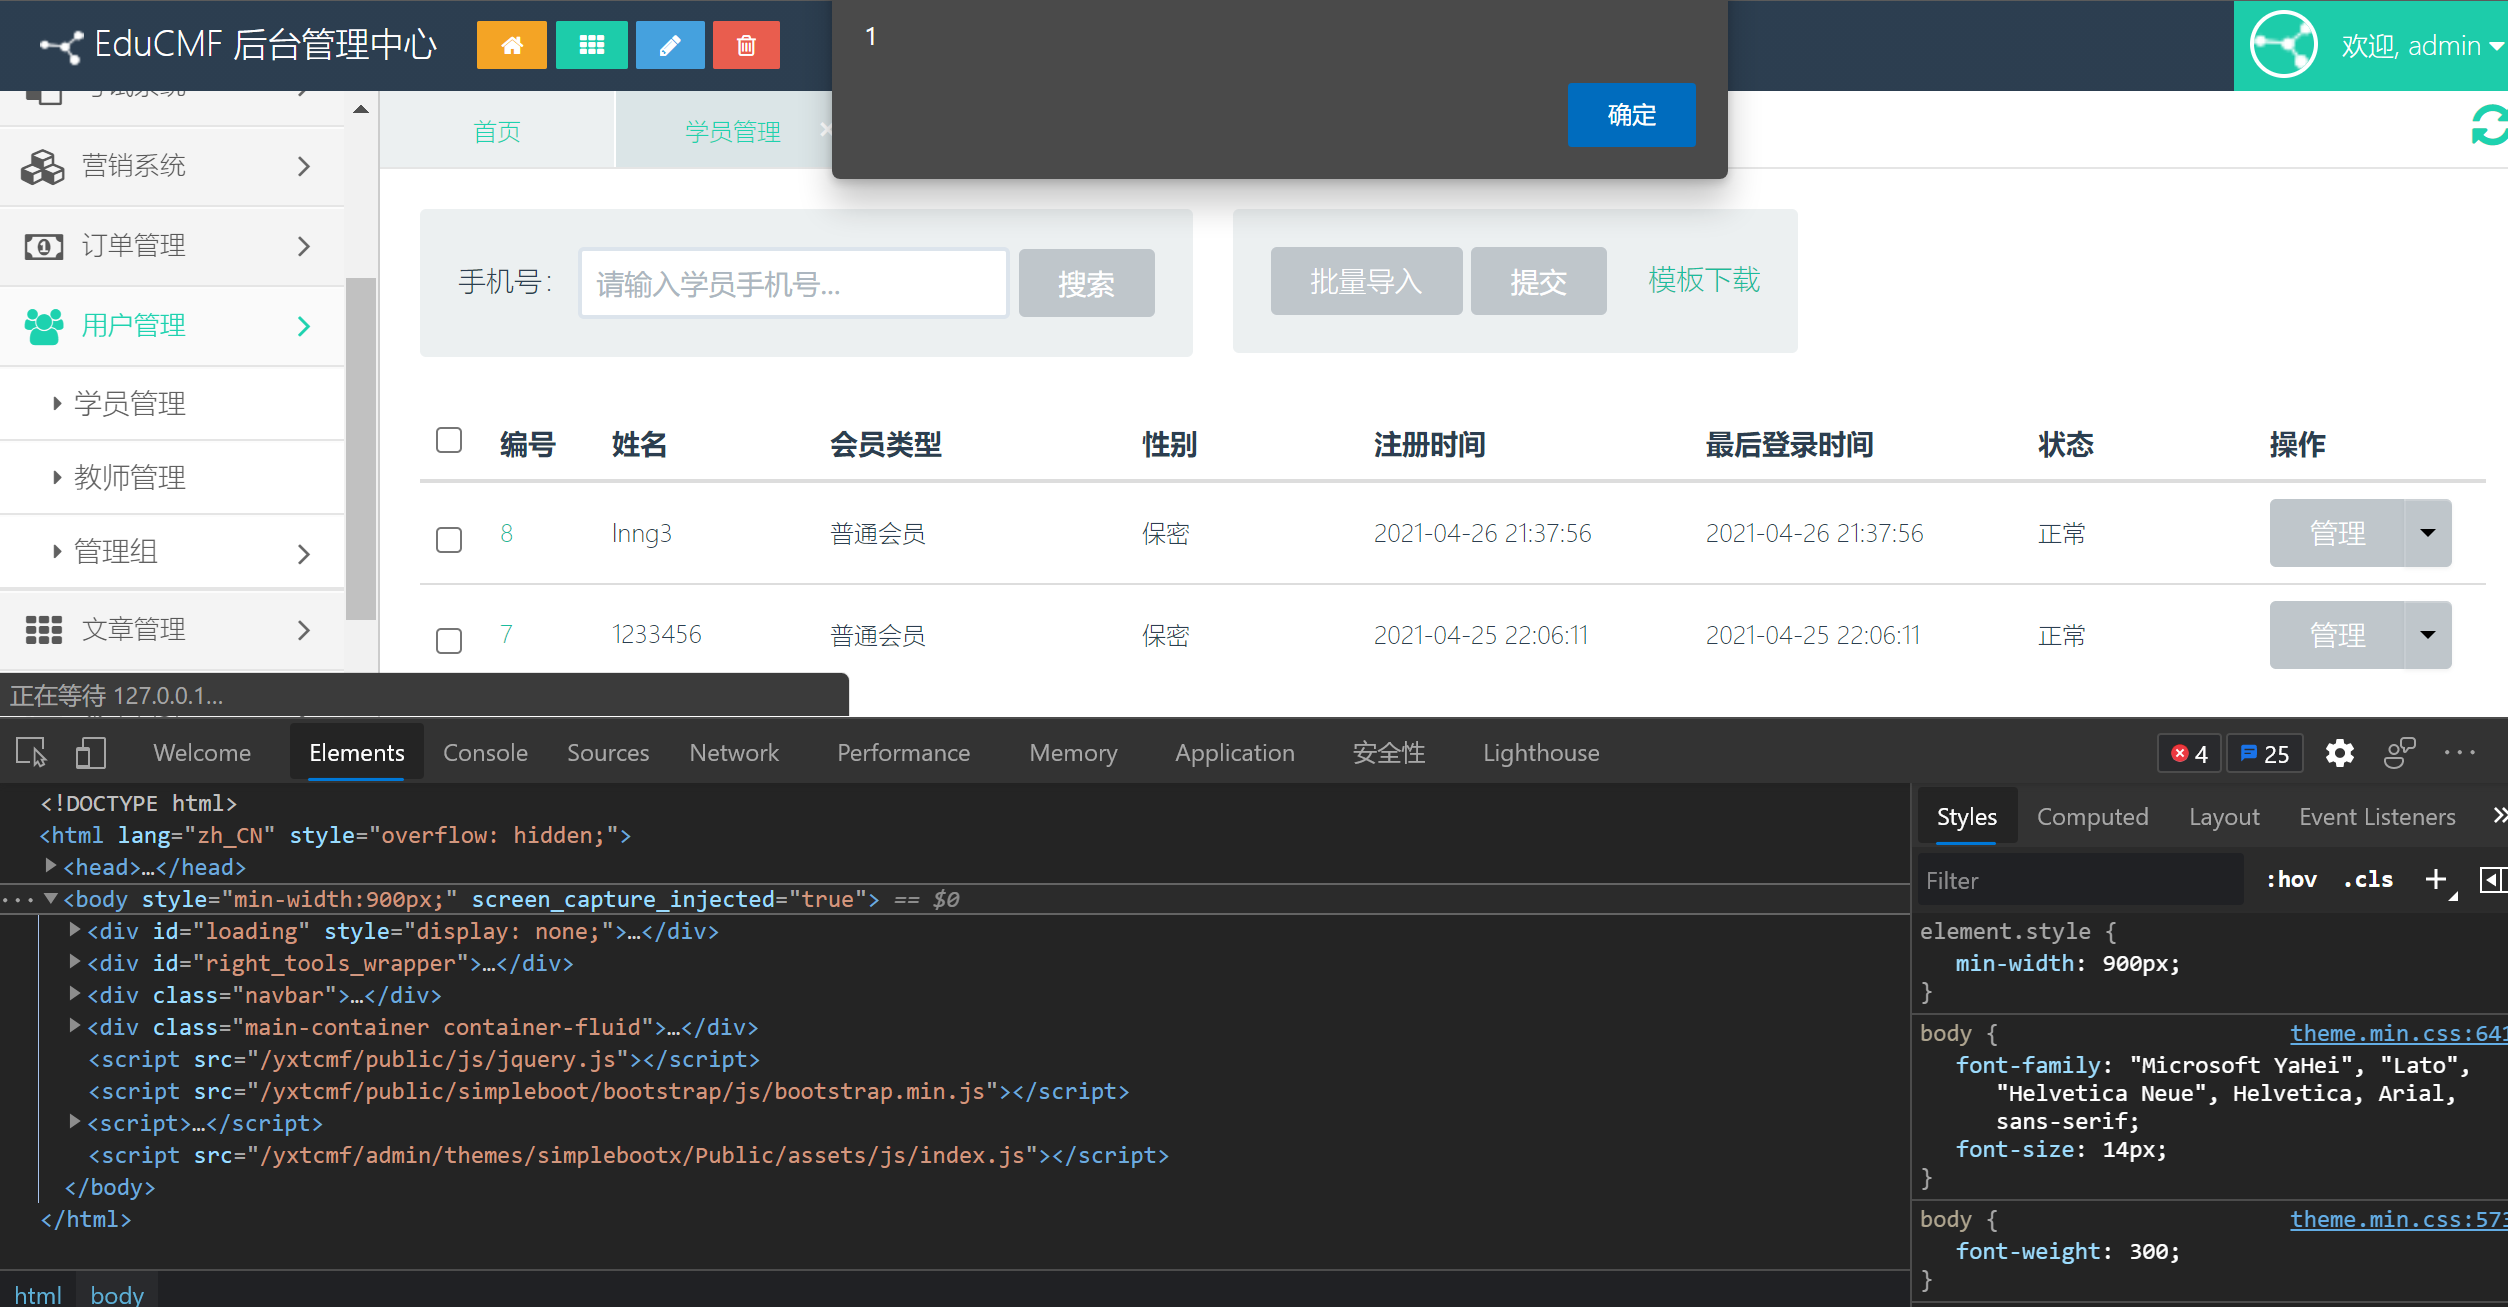 EduCMF 后台管理中心
1
确定
欢迎, admin
考试系统
营销系统
订单管理
用户管理
学员管理
教师管理
管理组
文章管理
首页
学员管理
×
手机号:
请输入学员手机号...
搜索
批量导入
提交
模板下载
编号 姓名 会员类型 性别 注册时间 最后登录时间 状态 操作
8 lnng3 普通会员 保密 2021-04-26 21:37:56 2021-04-26 21:37:56 正常 管理
7 1233456 普通会员 保密 2021-04-25 22:06:11 2021-04-25 22:06:11 正常 管理
正在等待 127.0.0.1...
Welcome Elements Console Sources Network Performance Memory Application 安全性 Lighthouse 4 25
<!DOCTYPE html>
<html lang="zh_CN" style="overflow: hidden;">
<head>…</head>
<body style="min-width:900px;" screen_capture_injected="true"> == $0
<div id="loading" style="display: none;">…</div>
<div id="right_tools_wrapper">…</div>
<div class="navbar">…</div>
<div class="main-container container-fluid">…</div>
<script src="/yxtcmf/public/js/jquery.js"></script>
<script src="/yxtcmf/public/simpleboot/bootstrap/js/bootstrap.min.js"></script>
<script>…</script>
<script src="/yxtcmf/admin/themes/simplebootx/Public/assets/js/index.js"></script>
</body>
</html>
html body
Styles Computed Layout Event Listeners
Filter :hov .cls +
element.style {
min-width: 900px;
}
body { theme.min.css:641
font-family: "Microsoft YaHei", "Lato",
"Helvetica Neue", Helvetica, Arial,
sans-serif;
font-size: 14px;
}
body { theme.min.css:573
font-weight: 300;
}